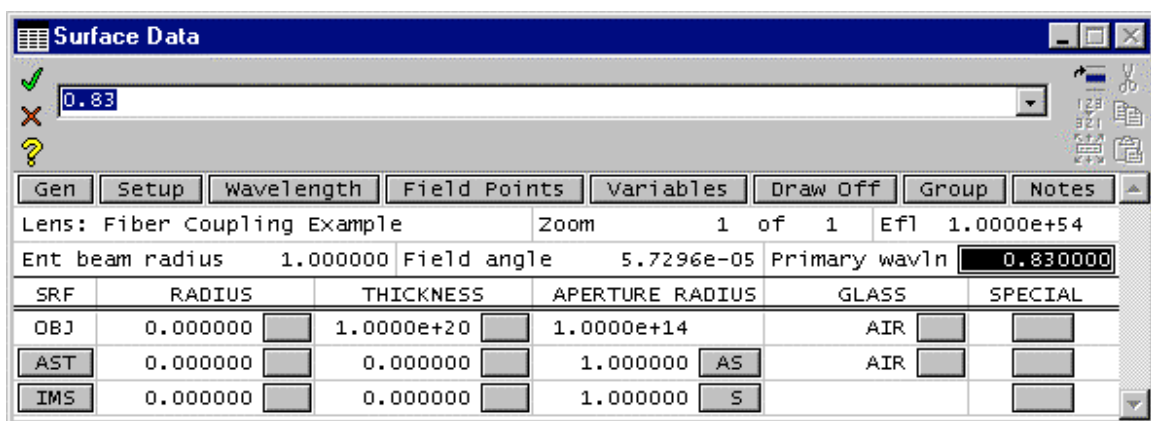 Surface Data
0.83
Gen Setup Wavelength Field Points Variables Draw Off Group Notes
Lens: Fiber Coupling Example Zoom 1 of 1 Efl 1.0000e+54
Ent beam radius 1.000000 Field angle 5.7296e-05 Primary wavln 0.830000
SRF RADIUS THICKNESS APERTURE RADIUS GLASS SPECIAL
OBJ 0.000000 1.0000e+20 1.0000e+14 AIR
AST 0.000000 0.000000 1.000000 AS AIR
IMS 0.000000 0.000000 1.000000 S